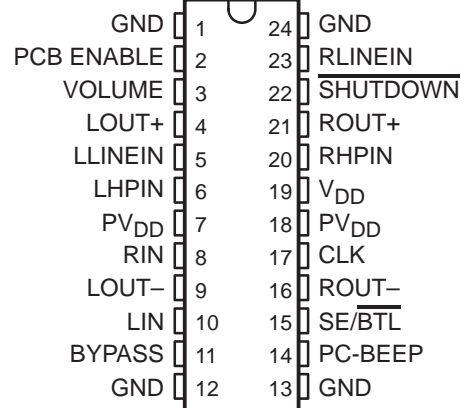 GND 1 24 GND
PCB ENABLE 2 23 RLINEIN
VOLUME 3 22 SHUTDOWN
LOUT+ 4 21 ROUT+
LLINEIN 5 20 RHPIN
LHPIN 6 19 VDD
PVDD 7 18 PVDD
RIN 8 17 CLK
LOUT– 9 16 ROUT–
LIN 10 15 SE/BTL
BYPASS 11 14 PC-BEEP
GND 12 13 GND